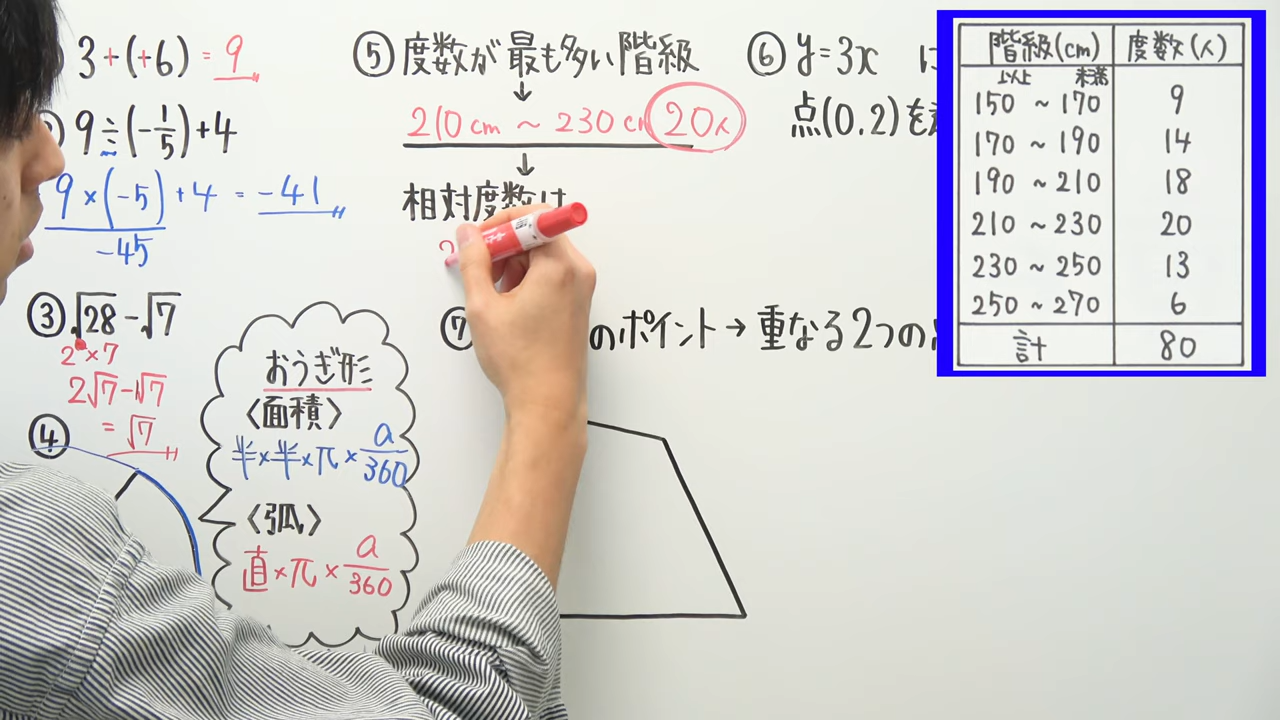 3+(+6)=9
9÷(-1/5)+4
9×(-5)+4=-41
-45
③√28-√7
2²×7
2√7-√7
=√7
④
おうぎ形
〈面積〉
半×半×π×a/360
〈弧〉
直×π×a/360
⑤度数が最も多い階級
↓
210cm～230c 20人
↓
相対度数は
2
⑥y=3x に
点(0.2)を
⑦ のポイント→重なる2つの
階級(cm) 度数(人)
以上 未満
150～170 9
170～190 14
190～210 18
210～230 20
230～250 13
250～270 6
計 80